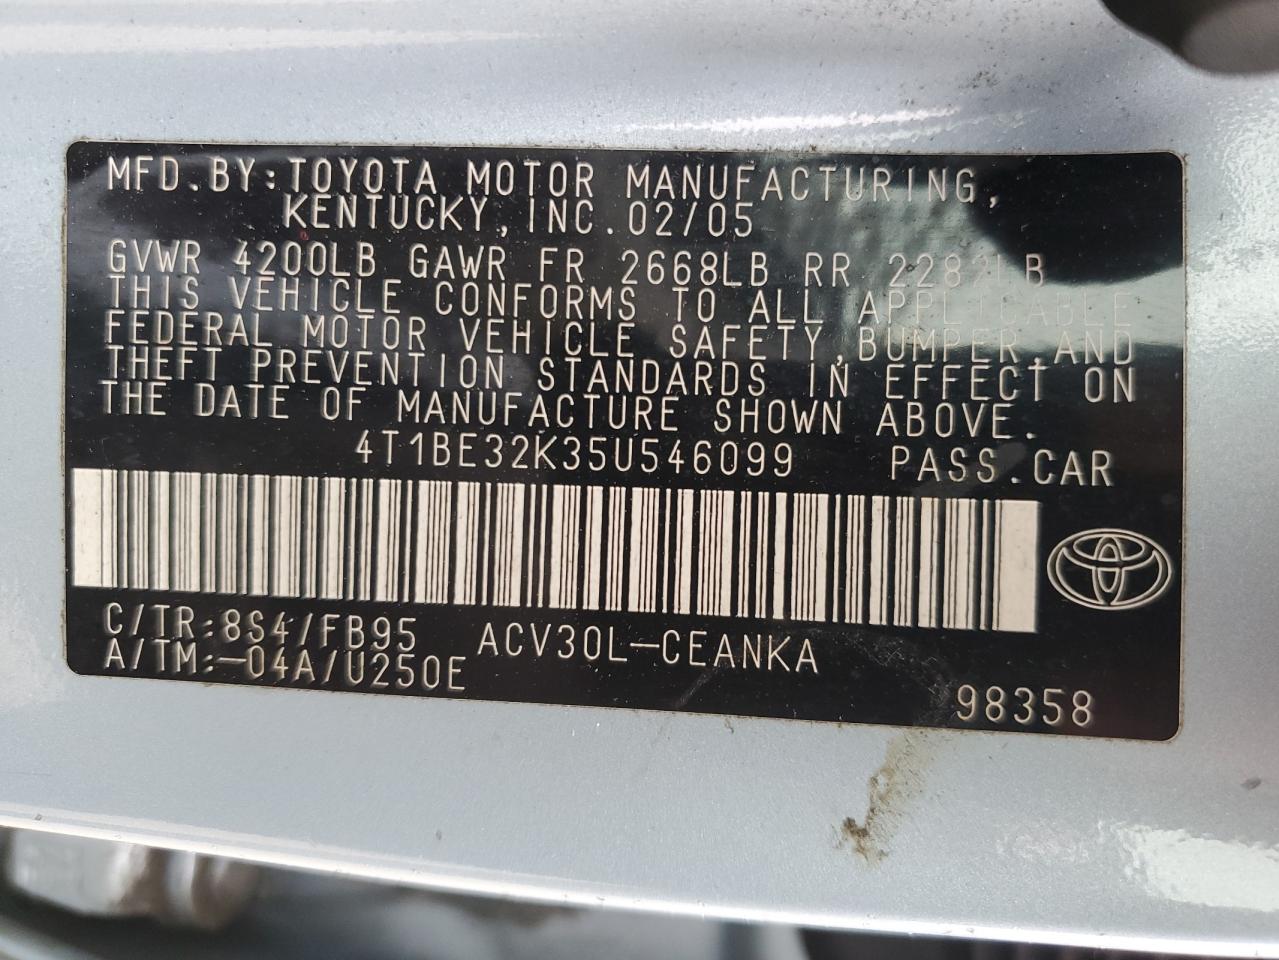 MFD.BY:TOYOTA MOTOR MANUFACTURING,
KENTUCKY,INC.02/05
GVWR 4200LB GAWR FR 2668LB RR 2282LB
THIS VEHICLE CONFORMS TO ALL APPLICABLE
FEDERAL MOTOR VEHICLE SAFETY,BUMPER,AND
THEFT PREVENTION STANDARDS IN EFFECT ON
THE DATE OF MANUFACTURE SHOWN ABOVE.
4T1BE32K35U546099 PASS.CAR
C/TR:8S4/FB95 ACV30L-CEANKA
A/TM:-04A/U250E
98358